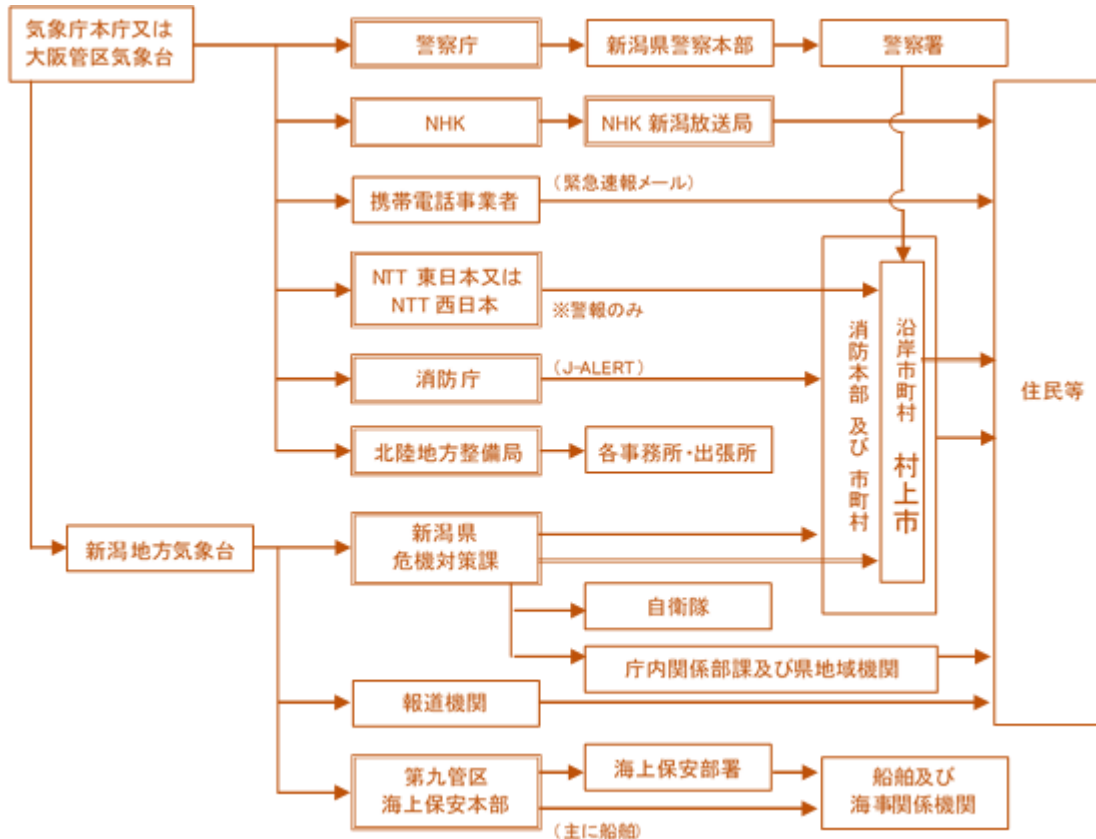 気象庁本庁又は
大阪管区気象台
警察庁
新潟県警察本部
警察署
NHK
NHK 新潟放送局
携帯電話事業者
(緊急速報メール)
NTT 東日本又は
NTT 西日本
※警報のみ
消防庁
(J-ALERT)
北陸地方整備局
各事務所・出張所
消防本部 及び 市町村
沿岸市町村 村上市
住民等
新潟地方気象台
新潟県
危機対策課
自衛隊
庁内関係部課及び県地域機関
報道機関
第九管区
海上保安本部
海上保安部署
(主に船舶)
船舶及び
海事関係機関